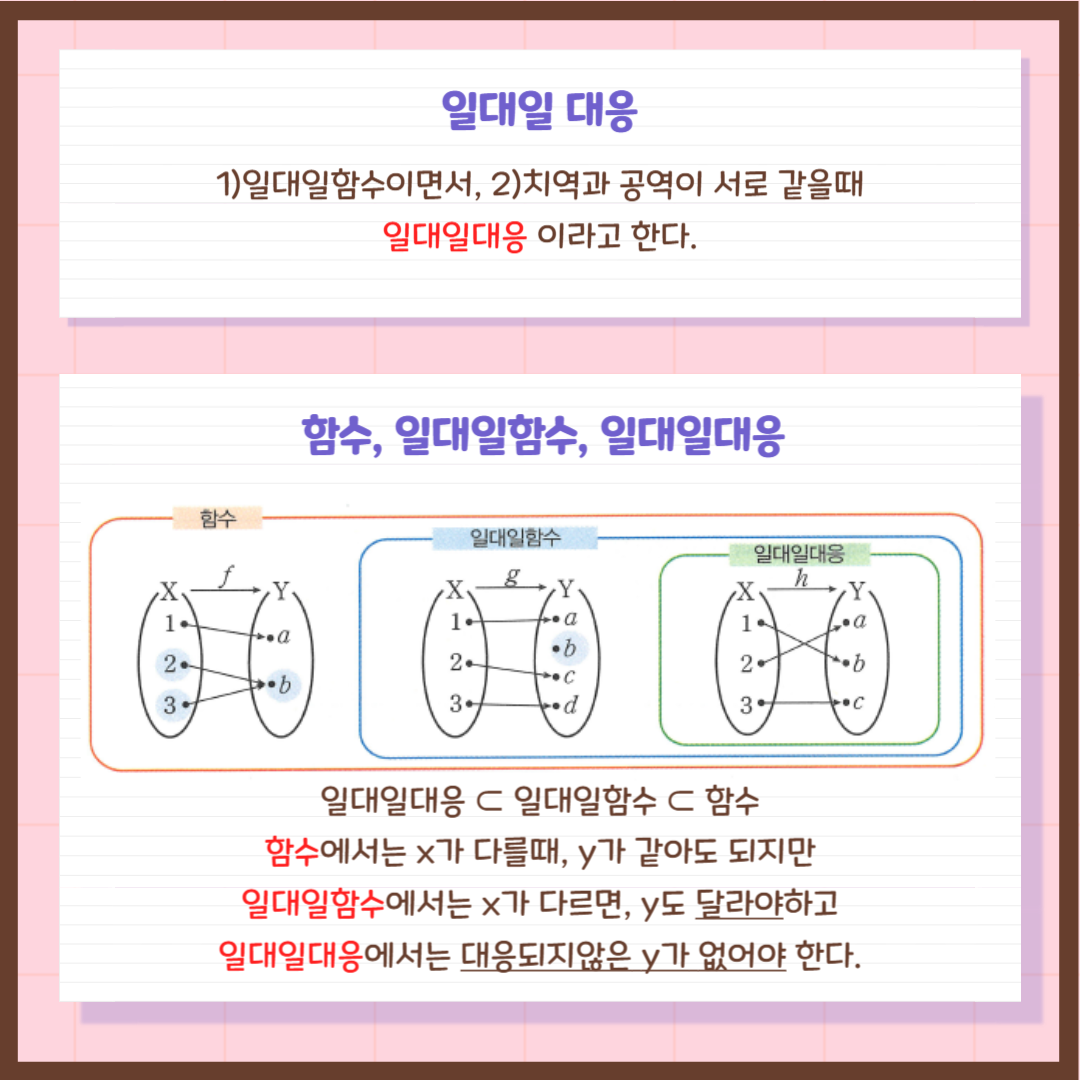 일대일 대응
1)일대일함수이면서, 2)치역과 공역이 서로 같을때
일대일대응 이라고 한다.
함수, 일대일함수, 일대일대응
함수
X f Y
1 a
2 b
3
일대일함수
X g Y
1 a
b
2 c
3 d
일대일대응
X h Y
1 a
2 b
3 c
일대일대응 ⊂ 일대일함수 ⊂ 함수
함수에서는 x가 다를때, y가 같아도 되지만
일대일함수에서는 x가 다르면, y도 달라야하고
일대일대응에서는 대응되지않은 y가 없어야 한다.